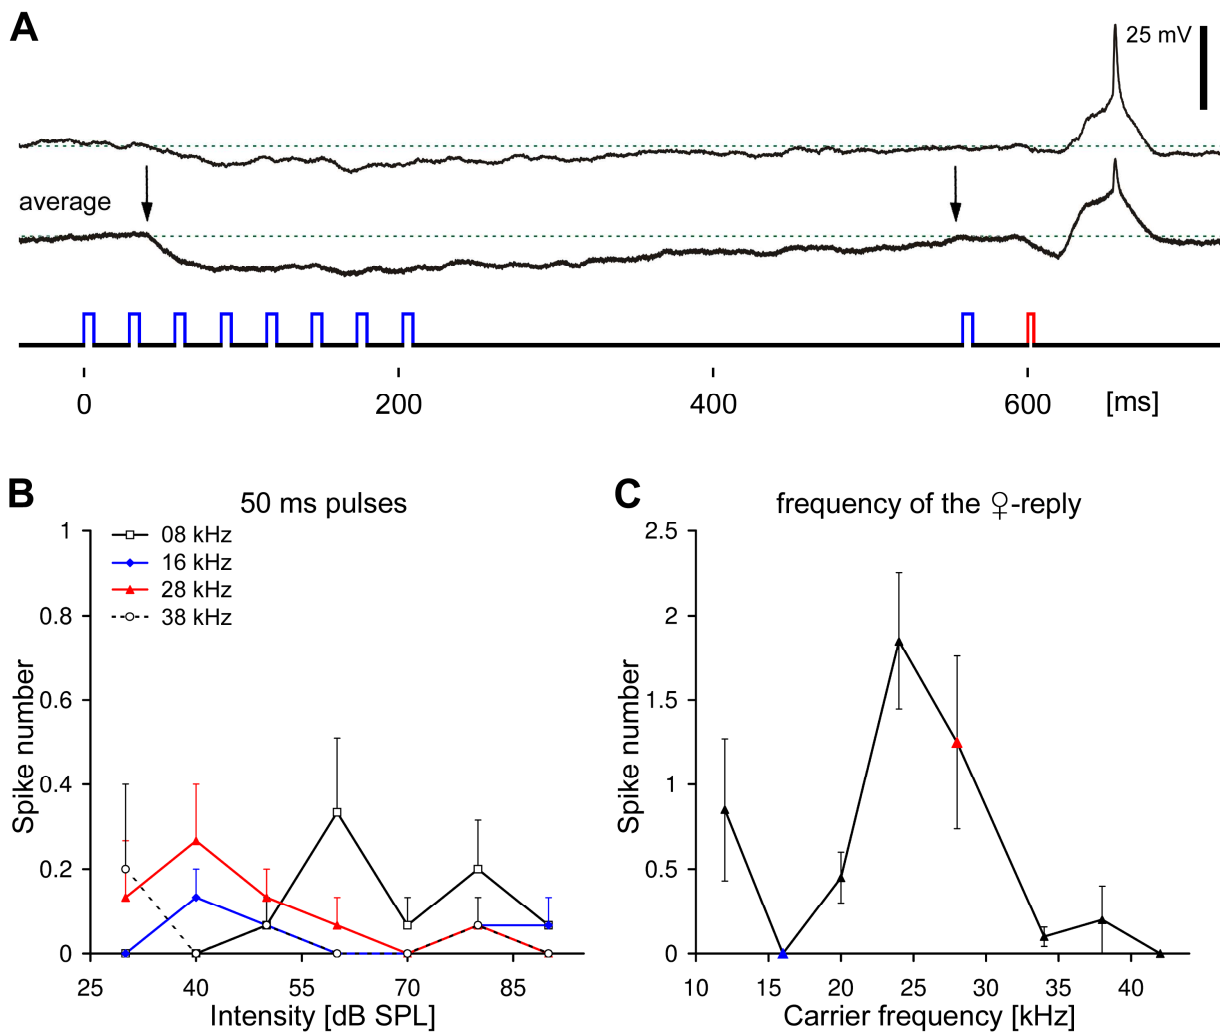 A
25 mV
average
0 200 400 600 [ms]
B
50 ms pulses
08 kHz
16 kHz
28 kHz
38 kHz
1
0.8
0.6
0.4
0.2
0
Spike number
25 40 55 70 85
Intensity [dB SPL]
C
frequency of the ♀-reply
2.5
2
1.5
1
0.5
0
Spike number
10 15 20 25 30 35 40
Carrier frequency [kHz]